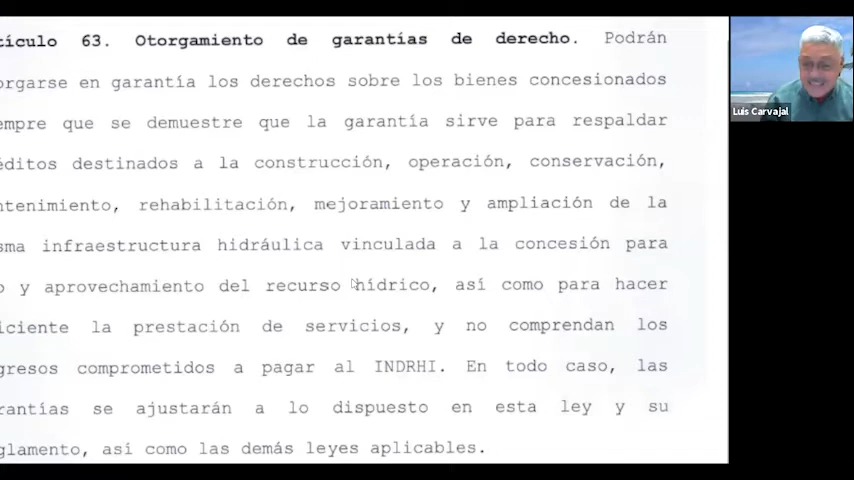 tículo 63. Otorgamiento de garantías de derecho. Podrán
orgarse en garantía los derechos sobre los bienes concesionados
empre que se demuestre que la garantía sirve para respaldar
éditos destinados a la construcción, operación, conservación,
ntenimiento, rehabilitación, mejoramiento y ampliación de la
sma infraestructura hidráulica vinculada a la concesión para
o y aprovechamiento del recurso hídrico, así como para hacer
iciente la prestación de servicios, y no comprendan los
gresos comprometidos a pagar al INDRHI. En todo caso, las
rantías se ajustarán a lo dispuesto en esta ley y su
glamento, así como las demás leyes aplicables.
Luis Carvajal